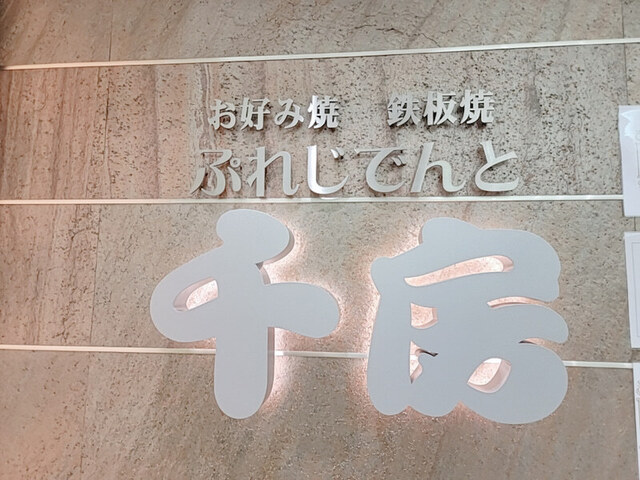 お好み焼 鉄板焼
ぷれじでんと
千房